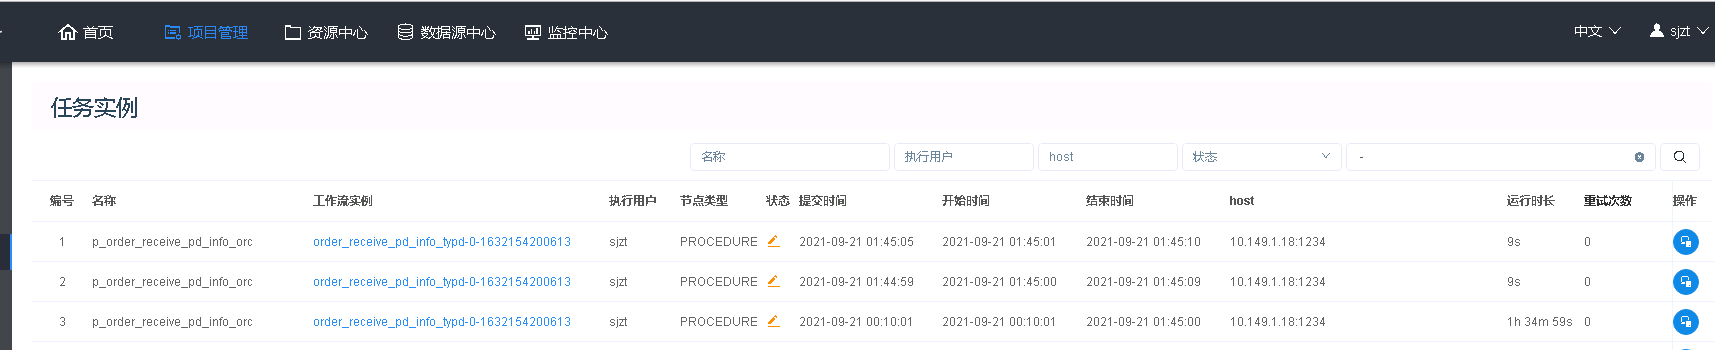 首页 项目管理 资源中心 数据源中心 监控中心 中文 sjzt
任务实例
名称 执行用户 host 状态 -
编号 名称 工作流实例 执行用户 节点类型 状态 提交时间 开始时间 结束时间 host 运行时长 重试次数 操作
1 p_order_receive_pd_info_orc order_receive_pd_info_typd-0-1632154200613 sjzt PROCEDURE 2021-09-21 01:45:05 2021-09-21 01:45:01 2021-09-21 01:45:10 10.149.1.18:1234 9s 0
2 p_order_receive_pd_info_orc order_receive_pd_info_typd-0-1632154200613 sjzt PROCEDURE 2021-09-21 01:44:59 2021-09-21 01:45:00 2021-09-21 01:45:09 10.149.1.18:1234 9s 0
3 p_order_receive_pd_info_orc order_receive_pd_info_typd-0-1632154200613 sjzt PROCEDURE 2021-09-21 00:10:01 2021-09-21 00:10:01 2021-09-21 01:45:00 10.149.1.18:1234 1h 34m 59s 0